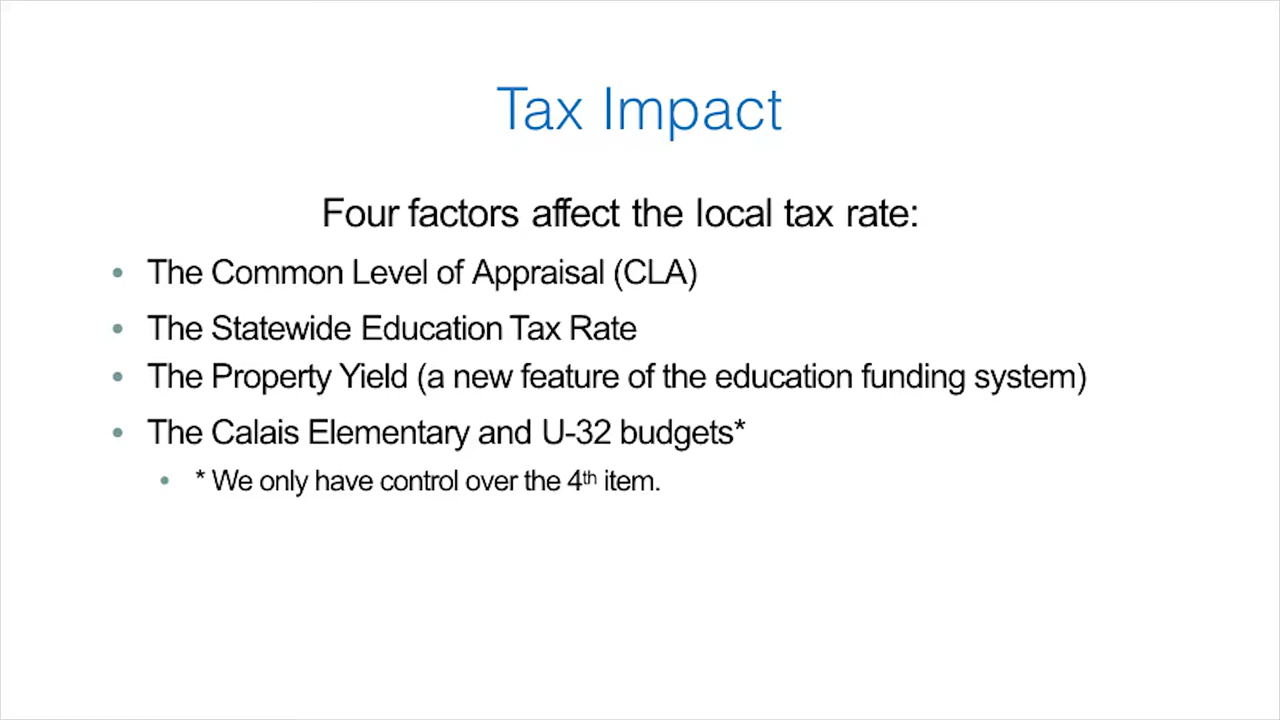 Tax Impact
Four factors affect the local tax rate:
• The Common Level of Appraisal (CLA)
• The Statewide Education Tax Rate
• The Property Yield (a new feature of the education funding system)
• The Calais Elementary and U-32 budgets*
• * We only have control over the 4th item.